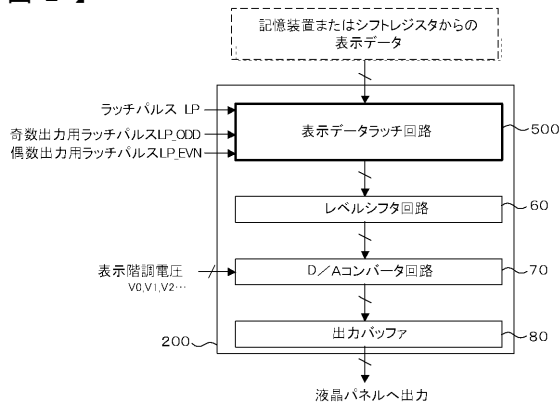 記憶装置またはシフトレジスタからの
表示データ
ラッチパルス LP
奇数出力用ラッチパルスLP_ODD
偶数出力用ラッチパルスLP_EVN
表示データラッチ回路
500
レベルシフタ回路
60
表示階調電圧
V0,V1,V2…
D/Aコンバータ回路
70
出力バッファ
80
200
液晶パネルへ出力